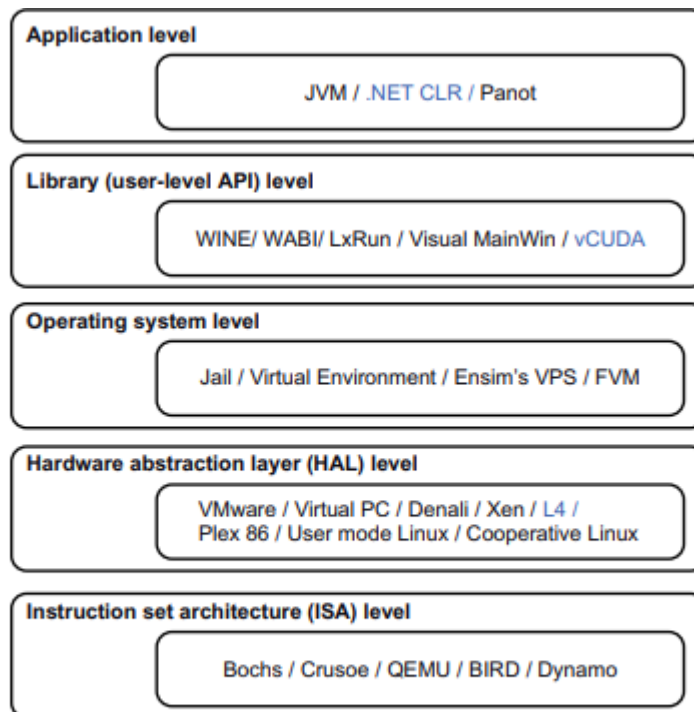 Application level
JVM / .NET CLR / Panot
Library (user-level API) level
WINE/ WABI/ LxRun / Visual MainWin / vCUDA
Operating system level
Jail / Virtual Environment / Ensim's VPS / FVM
Hardware abstraction layer (HAL) level
VMware / Virtual PC / Denali / Xen / L4 /
Plex 86 / User mode Linux / Cooperative Linux
Instruction set architecture (ISA) level
Bochs / Crusoe / QEMU / BIRD / Dynamo